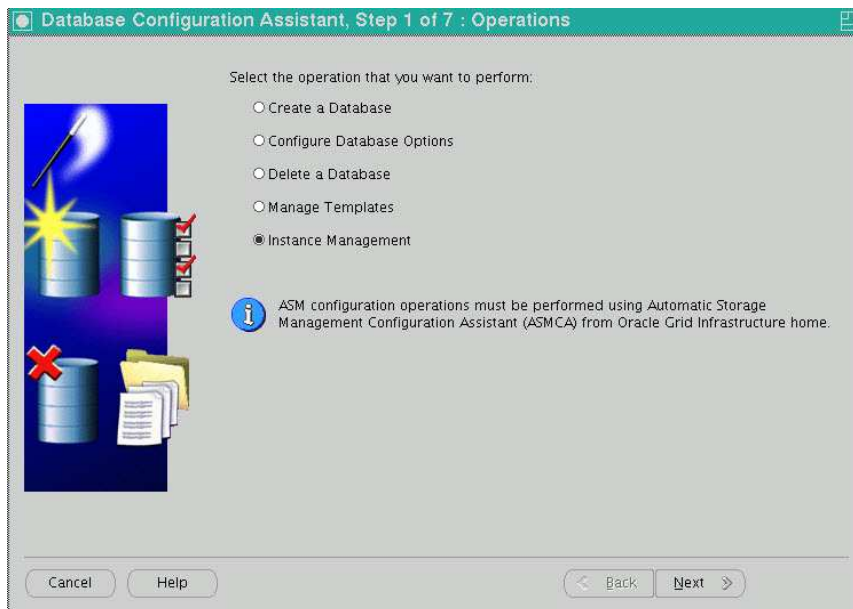 Database Configuration Assistant, Step 1 of 7 : Operations
Select the operation that you want to perform:
Create a Database
Configure Database Options
Delete a Database
Manage Templates
Instance Management
ASM configuration operations must be performed using Automatic Storage
Management Configuration Assistant (ASMCA) from Oracle Grid Infrastructure home.
Cancel
Help
Back
Next